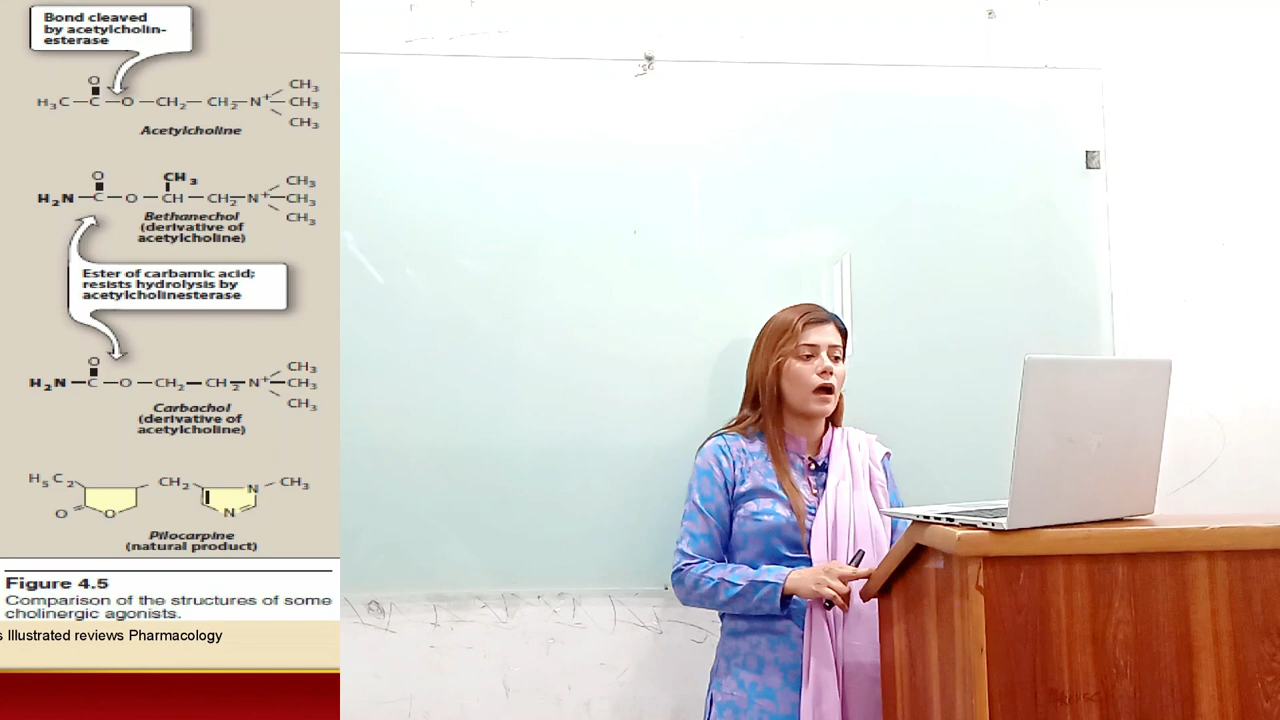 Bond cleaved
by acetylcholin-
esterase
O
CH3
H3C—C—O—CH2—CH2—N+—CH3
CH3
Acetylcholine
O
CH3
CH3
H2N—C—O—CH—CH2—N+—CH3
CH3
Bethanechol
(derivative of
acetylcholine)
Ester of carbamic acid;
resists hydrolysis by
acetylcholinesterase
O
CH3
H2N—C—O—CH2—CH2—N+—CH3
CH3
Carbachol
(derivative of
acetylcholine)
H5C2
CH2
N—CH3
O
O
N
Pilocarpine
(natural product)
Figure 4.5
Comparison of the structures of some
cholinergic agonists.
s Illustrated reviews Pharmacology